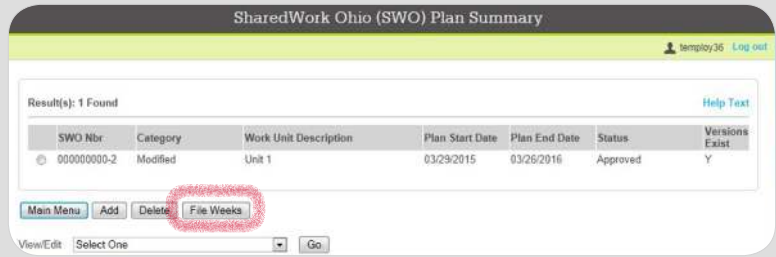 SharedWork Ohio (SWO) Plan Summary
temploy36 Log out
Result(s): 1 Found Help Text
SWO Nbr Category Work Unit Description Plan Start Date Plan End Date Status Versions Exist
000000000-2 Modified Unit 1 03/29/2015 03/26/2016 Approved Y
Main Menu Add Delete File Weeks
View/Edit Select One Go